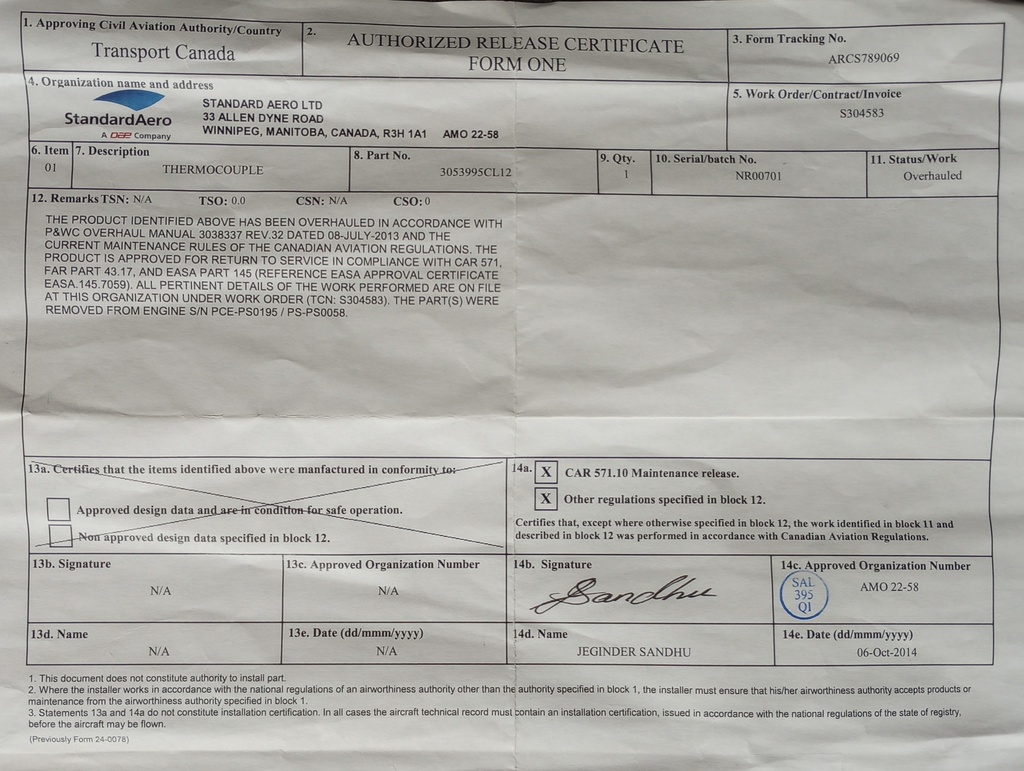 1. Approving Civil Aviation Authority/Country
Transport Canada
2.
AUTHORIZED RELEASE CERTIFICATE
FORM ONE
3. Form Tracking No.
ARCS789069
4. Organization name and address
StandardAero
A DAE Company
STANDARD AERO LTD
33 ALLEN DYNE ROAD
WINNIPEG, MANITOBA, CANADA, R3H 1A1 AMO 22-58
5. Work Order/Contract/Invoice
S304583
6. Item
01
7. Description
THERMOCOUPLE
8. Part No.
3053995CL12
9. Qty.
1
10. Serial/batch No.
NR00701
11. Status/Work
Overhauled
12. Remarks TSN: N/A TSO: 0.0 CSN: N/A CSO: 0
THE PRODUCT IDENTIFIED ABOVE HAS BEEN OVERHAULED IN ACCORDANCE WITH
P&WC OVERHAUL MANUAL 3038337 REV.32 DATED 08-JULY-2013 AND THE
CURRENT MAINTENANCE RULES OF THE CANADIAN AVIATION REGULATIONS. THE
PRODUCT IS APPROVED FOR RETURN TO SERVICE IN COMPLIANCE WITH CAR 571,
FAR PART 43.17, AND EASA PART 145 (REFERENCE EASA APPROVAL CERTIFICATE
EASA.145.7059). ALL PERTINENT DETAILS OF THE WORK PERFORMED ARE ON FILE
AT THIS ORGANIZATION UNDER WORK ORDER (TCN: S304583). THE PART(S) WERE
REMOVED FROM ENGINE S/N PCE-PS0195 / PS-PS0058.
13a. Certifies that the items identified above were manfactured in conformity to:
Approved design data and are in condition for safe operation.
Non approved design data specified in block 12.
14a. X CAR 571.10 Maintenance release.
X Other regulations specified in block 12.
Certifies that, except where otherwise specified in block 12, the work identified in block 11 and
described in block 12 was performed in accordance with Canadian Aviation Regulations.
13b. Signature
N/A
13c. Approved Organization Number
N/A
14b. Signature
Sandhu
14c. Approved Organization Number
SAL
395
QI
AMO 22-58
13d. Name
N/A
13e. Date (dd/mmm/yyyy)
N/A
14d. Name
JEGINDER SANDHU
14e. Date (dd/mmm/yyyy)
06-Oct-2014
1. This document does not constitute authority to install part.
2. Where the installer works in accordance with the national regulations of an airworthiness authority other than the authority specified in block 1, the installer must ensure that his/her airworthiness authority accepts products or
maintenance from the airworthiness authority specified in block 1.
3. Statements 13a and 14a do not constitute installation certification. In all cases the aircraft technical record must contain an installation certification, issued in accordance with the national regulations of the state of registry,
before the aircraft may be flown.
(Previously Form 24-0078)